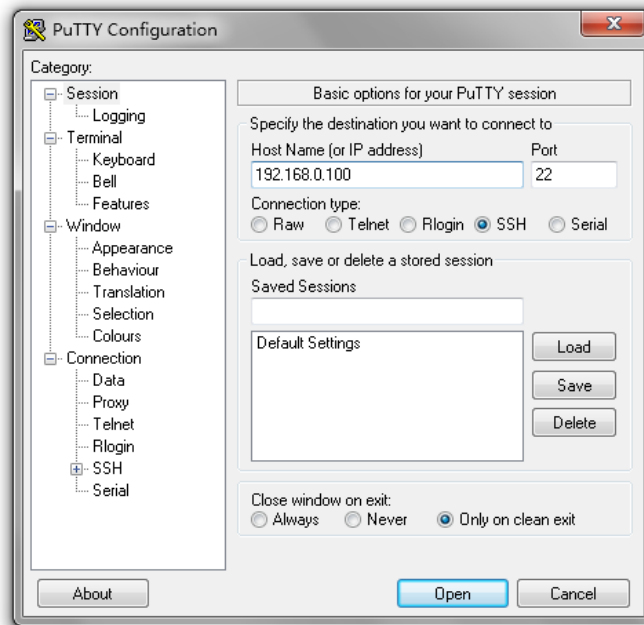 PuTTY Configuration
Category:
Session
Logging
Terminal
Keyboard
Bell
Features
Window
Appearance
Behaviour
Translation
Selection
Colours
Connection
Data
Proxy
Telnet
Rlogin
SSH
Serial
Basic options for your PuTTY session
Specify the destination you want to connect to
Host Name (or IP address) Port
192.168.0.100 22
Connection type:
Raw Telnet Rlogin SSH Serial
Load, save or delete a stored session
Saved Sessions
Default Settings
Load
Save
Delete
Close window on exit:
Always Never Only on clean exit
About Open Cancel